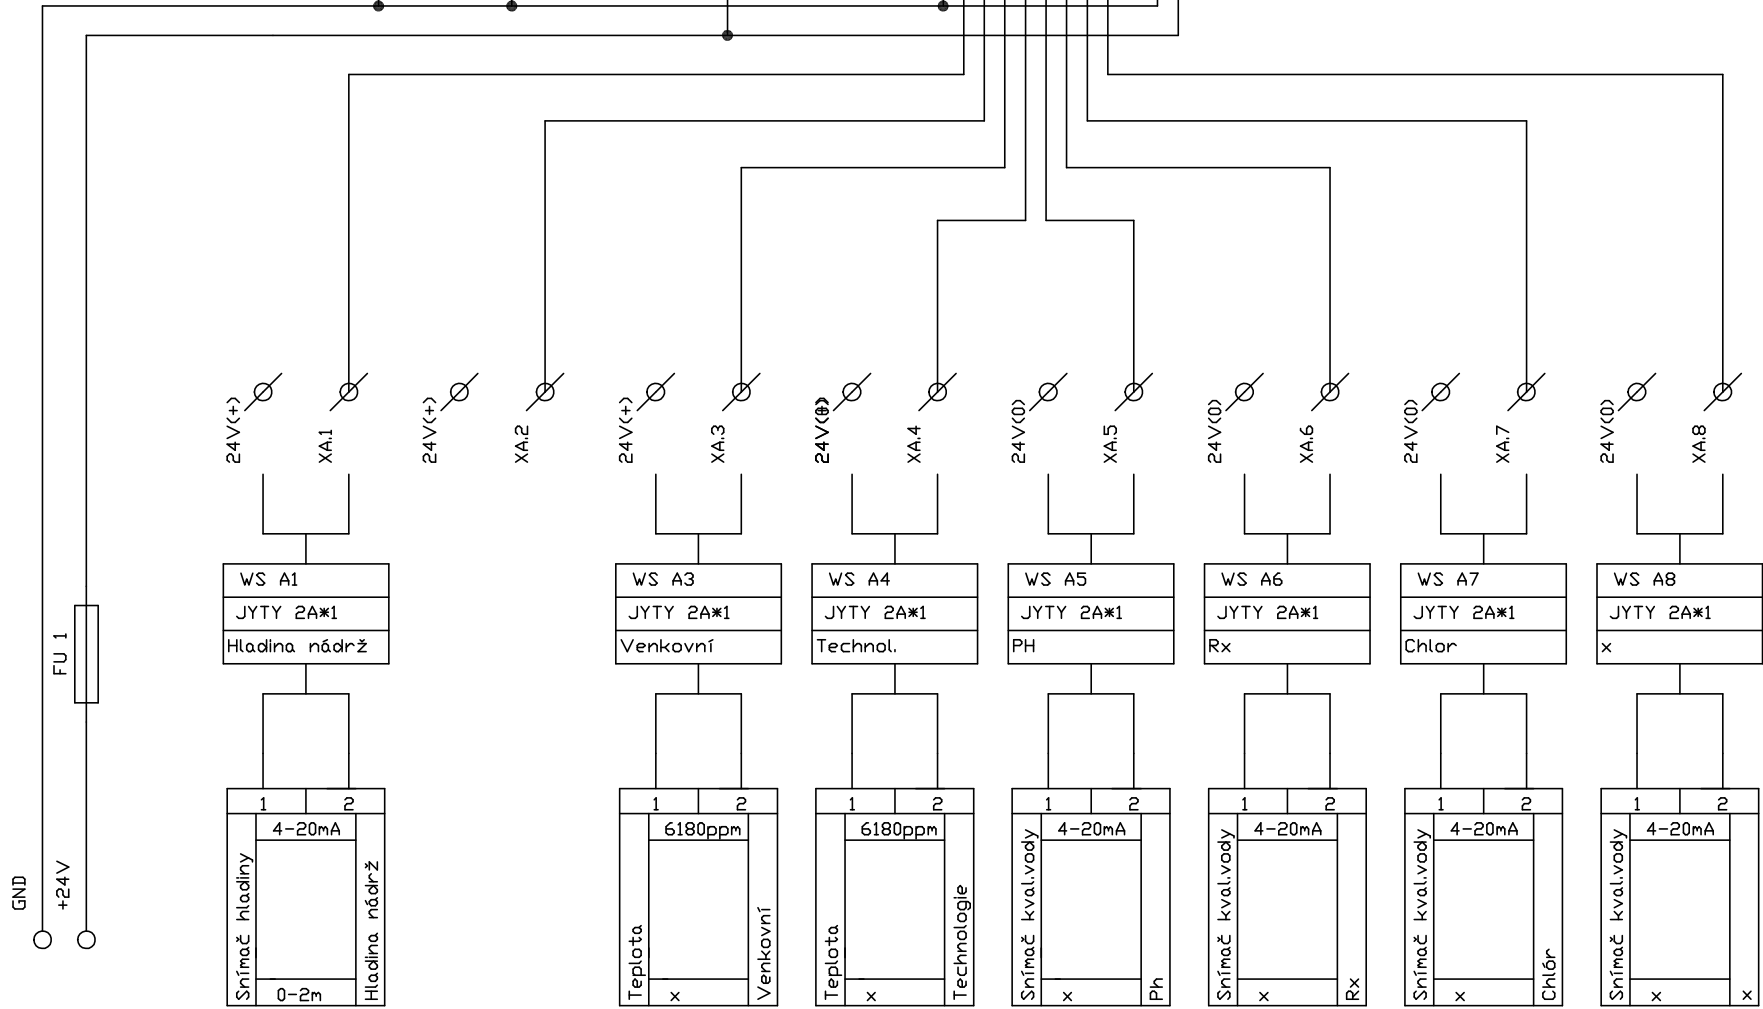 24V(+)
XA.1
24V(+)
XA.2
24V(+)
XA.3
XA.4
24V(0)
XA.5
24V(0)
XA.6
24V(0)
XA.7
24V(0)
XA.8
WS A1
JYTY 2A*1
Hladina nádrž
WS A3
JYTY 2A*1
Venkovní
WS A4
JYTY 2A*1
Technol.
WS A5
JYTY 2A*1
PH
WS A6
JYTY 2A*1
Rx
WS A7
JYTY 2A*1
Chlor
WS A8
JYTY 2A*1
x
FU 1
GND
+24V
1 2
4-20mA
Snímač hladiny
Hladina nádrž
0-2m
1 2
6180ppm
Teplota
Venkovní
x
1 2
6180ppm
Teplota
Technologie
x
1 2
4-20mA
Snímač kval.vody
Ph
x
1 2
4-20mA
Snímač kval.vody
Rx
x
1 2
4-20mA
Snímač kval.vody
Chlór
x
1 2
4-20mA
Snímač kval.vody
x
x